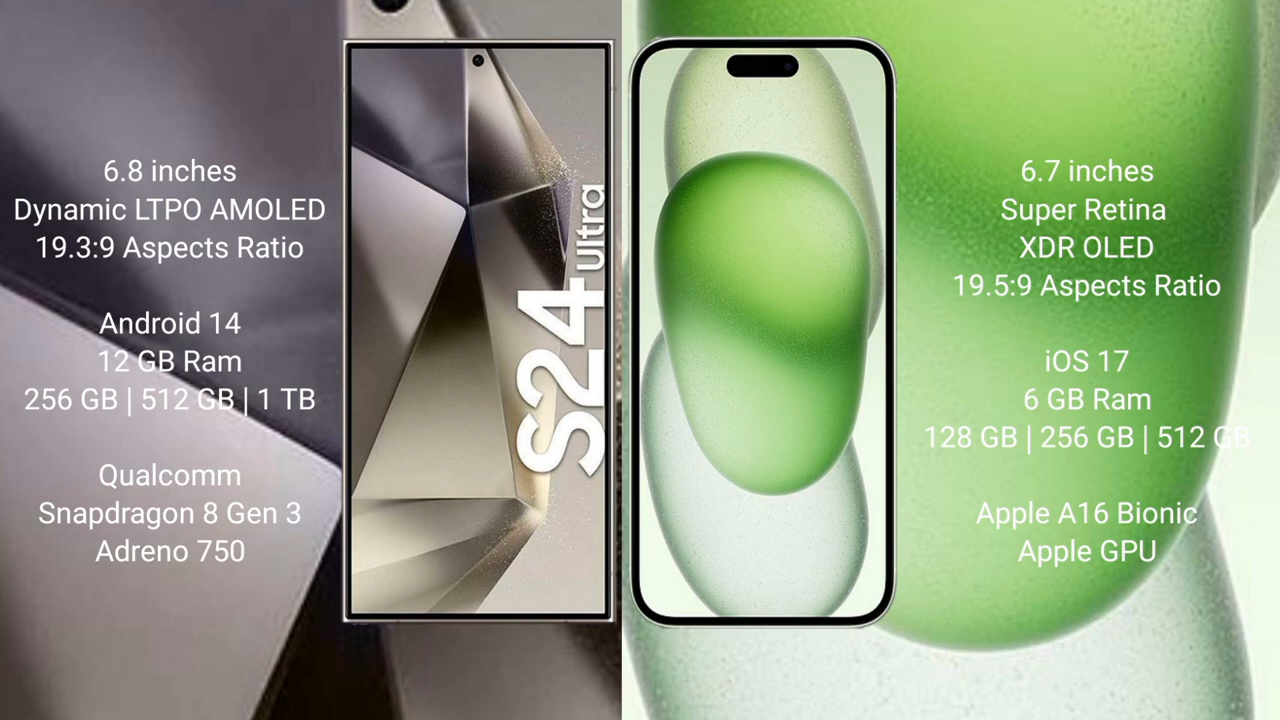 6.8 inches
Dynamic LTPO AMOLED
19.3:9 Aspects Ratio
Android 14
12 GB Ram
256 GB | 512 GB | 1 TB
Qualcomm
Snapdragon 8 Gen 3
Adreno 750
S24 ultra
6.7 inches
Super Retina
XDR OLED
19.5:9 Aspects Ratio
iOS 17
6 GB Ram
128 GB | 256 GB | 512 GB
Apple A16 Bionic
Apple GPU